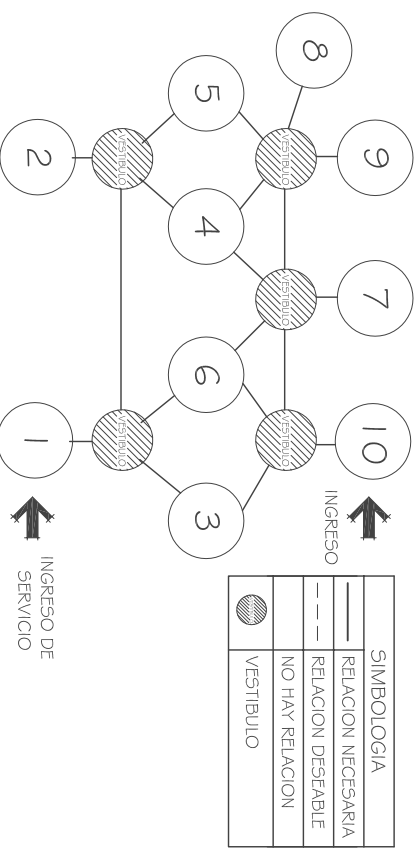 8
9
7
10
INGRESO
5
4
6
3
VESTIBULO
VESTIBULO
VESTIBULO
VESTIBULO
VESTIBULO
2
1
INGRESO DE
SERVICIO
SIMBOLOGIA
RELACION NECESARIA
RELACION DESEABLE
NO HAY RELACION
VESTIBULO